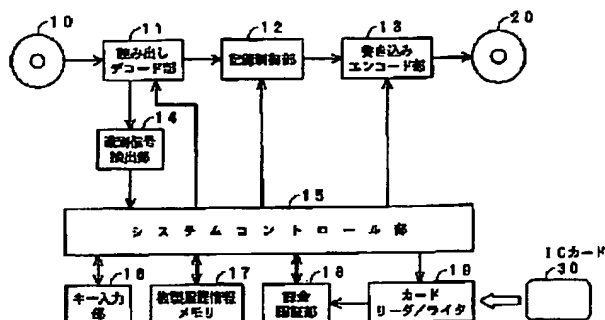 10
11
12
13
20
読み出し
デコード部
記録制御部
書き込み
エンコード部
14
識別信号
検出部
15
システムコントロール部
ICカード
30
16
17
18
19
キー入力
部
複製履歴情報
メモリ
課金
認証部
カード
リーダ/ライタ